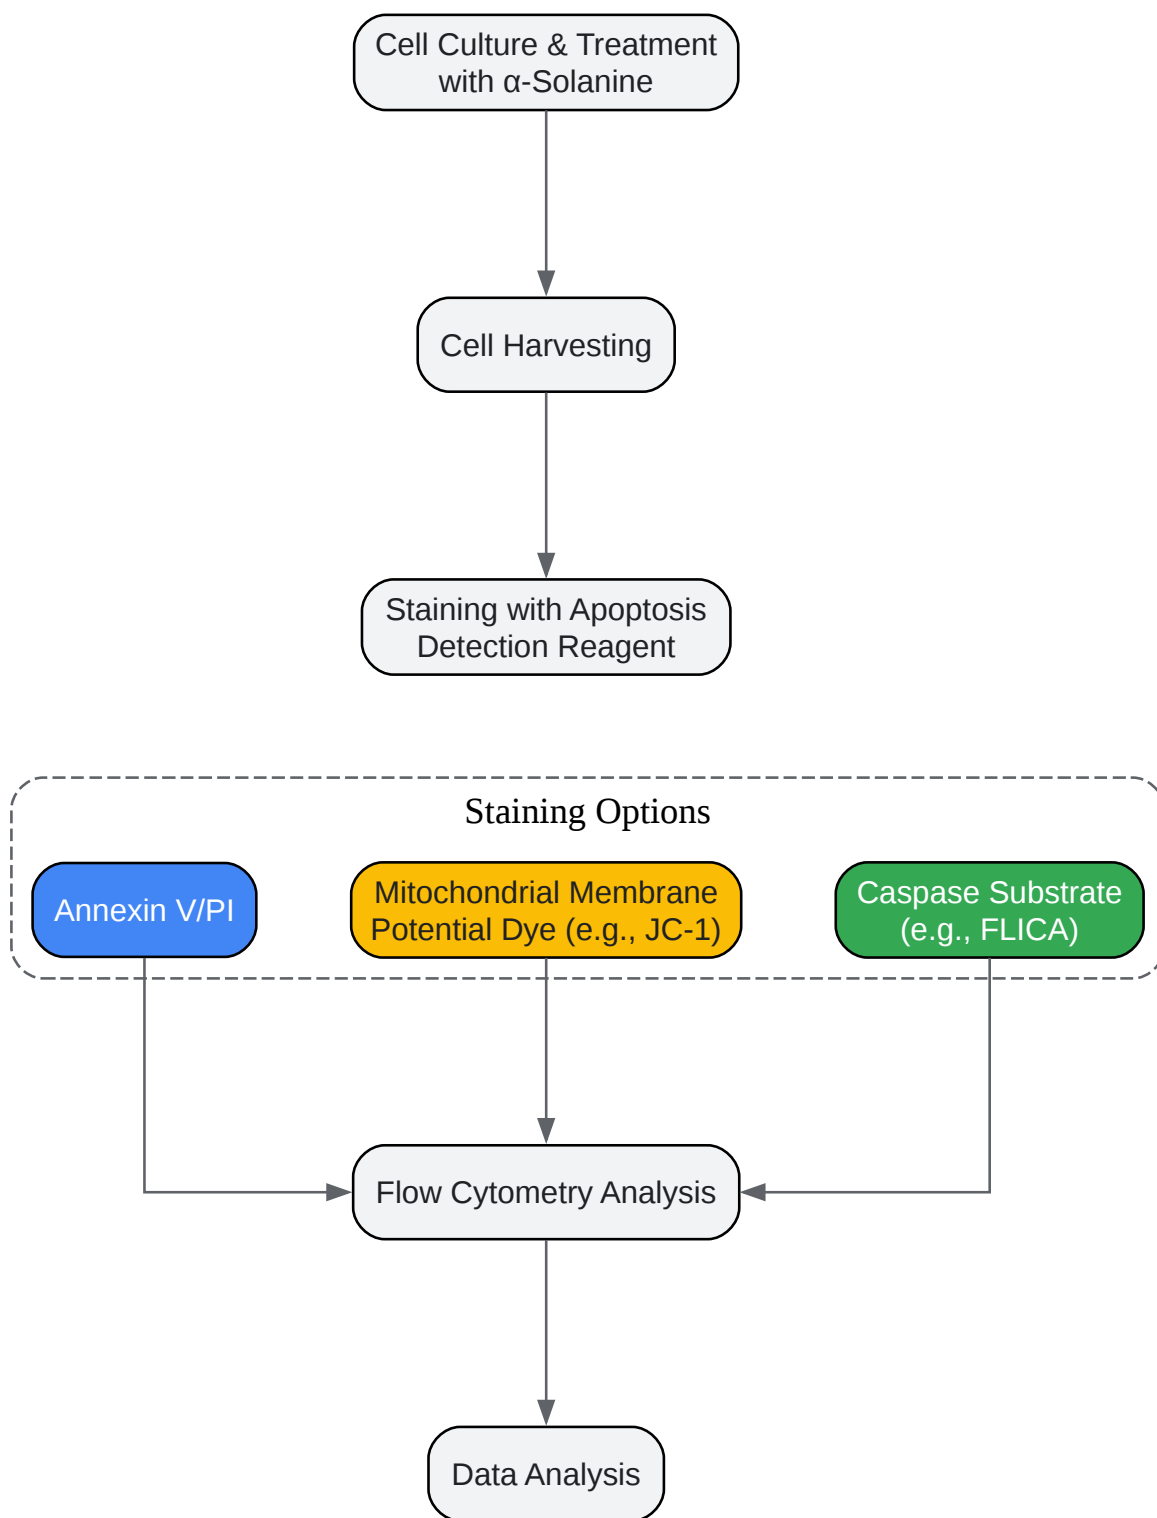 Cell Culture & Treatment
with α-Solanine
Cell Harvesting
Staining with Apoptosis
Detection Reagent
Staining Options
Annexin V/PI
Mitochondrial Membrane
Potential Dye (e.g., JC-1)
Caspase Substrate
(e.g., FLICA)
Flow Cytometry Analysis
Data Analysis